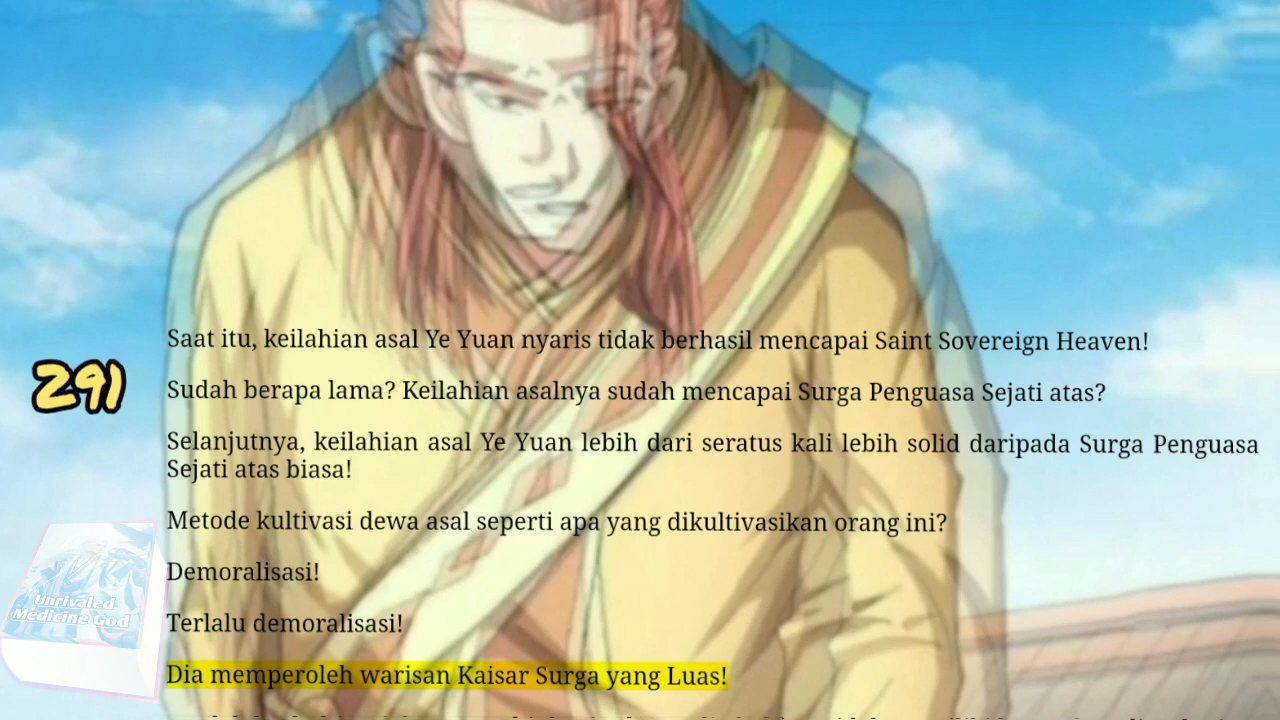 Saat itu, keilahian asal Ye Yuan nyaris tidak berhasil mencapai Saint Sovereign Heaven!
291
Sudah berapa lama? Keilahian asalnya sudah mencapai Surga Penguasa Sejati atas?
Selanjutnya, keilahian asal Ye Yuan lebih dari seratus kali lebih solid daripada Surga Penguasa
Sejati atas biasa!
Metode kultivasi dewa asal seperti apa yang dikultivasikan orang ini?
Demoralisasi!
Unrivaled
Medicine God
Terlalu demoralisasi!
Dia memperoleh warisan Kaisar Surga yang Luas!